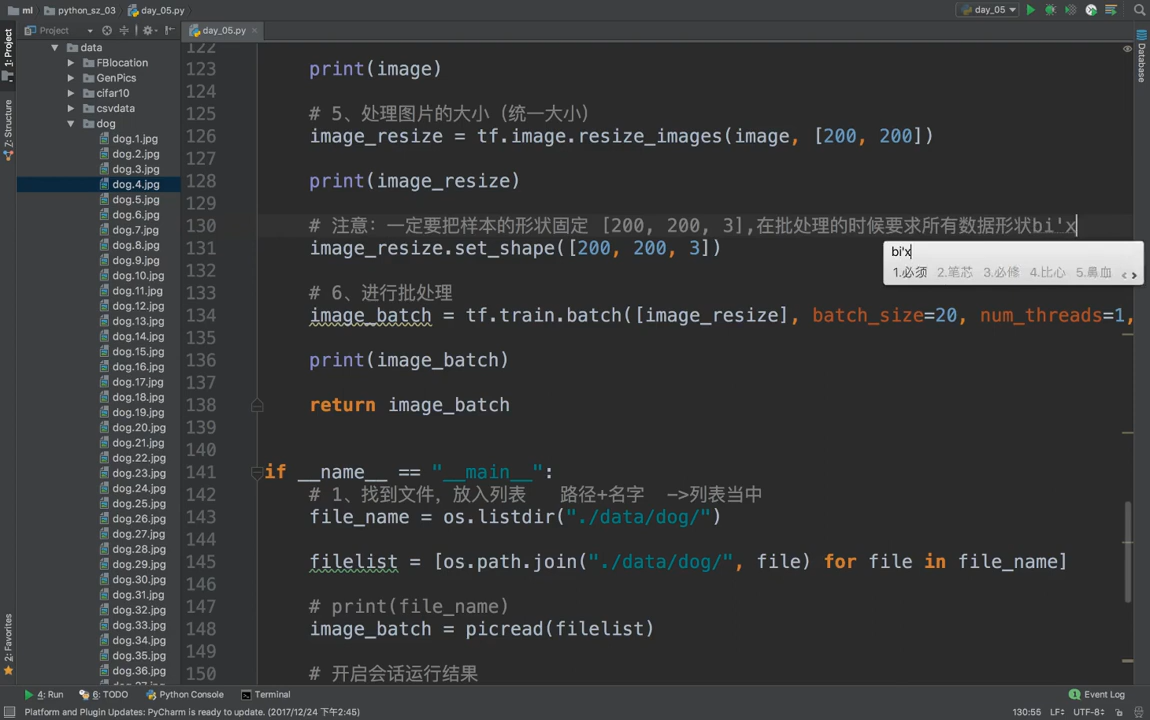 ml python_sz_03 day_05.py day_05
Project day_05.py
1: Project
Z: Structure
2: Favorites
Database
data
FBlocation
GenPics
cifar10
csvdata
dog
dog.1.jpg
dog.2.jpg
dog.3.jpg
dog.4.jpg
dog.5.jpg
dog.6.jpg
dog.7.jpg
dog.8.jpg
dog.9.jpg
dog.10.jpg
dog.11.jpg
dog.12.jpg
dog.13.jpg
dog.14.jpg
dog.15.jpg
dog.16.jpg
dog.17.jpg
dog.18.jpg
dog.19.jpg
dog.20.jpg
dog.21.jpg
dog.22.jpg
dog.23.jpg
dog.24.jpg
dog.25.jpg
dog.26.jpg
dog.27.jpg
dog.28.jpg
dog.29.jpg
dog.30.jpg
dog.31.jpg
dog.32.jpg
dog.33.jpg
dog.34.jpg
dog.35.jpg
dog.36.jpg
122
123 print(image)
124
125 # 5、处理图片的大小（统一大小）
126 image_resize = tf.image.resize_images(image, [200, 200])
127
128 print(image_resize)
129
130 # 注意：一定要把样本的形状固定 [200, 200, 3],在批处理的时候要求所有数据形状bi'x
131 image_resize.set_shape([200, 200, 3])
bi'x
1.必须 2.笔芯 3.必修 4.比心 5.鼻血
133 # 6、进行批处理
134 image_batch = tf.train.batch([image_resize], batch_size=20, num_threads=1,
136 print(image_batch)
137
138 return image_batch
139
140
141 if __name__ == "__main__":
142 # 1、找到文件，放入列表 路径+名字 ->列表当中
143 file_name = os.listdir("./data/dog/")
144
145 filelist = [os.path.join("./data/dog/", file) for file in file_name]
146
147 # print(file_name)
148 image_batch = picread(filelist)
149
150 # 开启会话运行结果
4: Run 6: TODO Python Console Terminal Event Log
Platform and Plugin Updates: PyCharm is ready to update. (2017/12/24 下午2:45) 130:55 LF÷ UTF-8÷